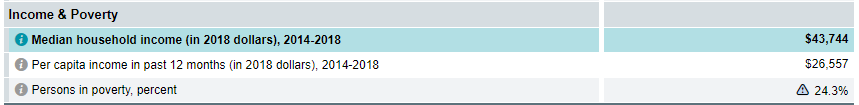 Income & Poverty
Median household income (in 2018 dollars), 2014-2018 $43,744
Per capita income in past 12 months (in 2018 dollars), 2014-2018 $26,557
Persons in poverty, percent 24.3%